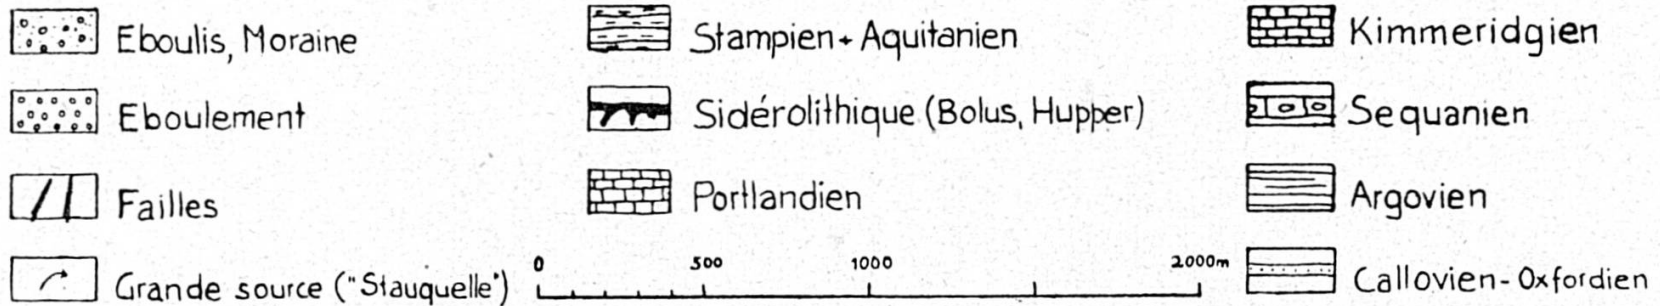 Eboulis, Moraine
Eboulement
Failles
Grande source ("Stauquelle")
Stampien + Aquitanien
Sidérolithique (Bolus, Hupper)
Portlandien
0 500 1000 2000m
Kimmeridgien
Sequanien
Argovien
Callovien - Oxfordien